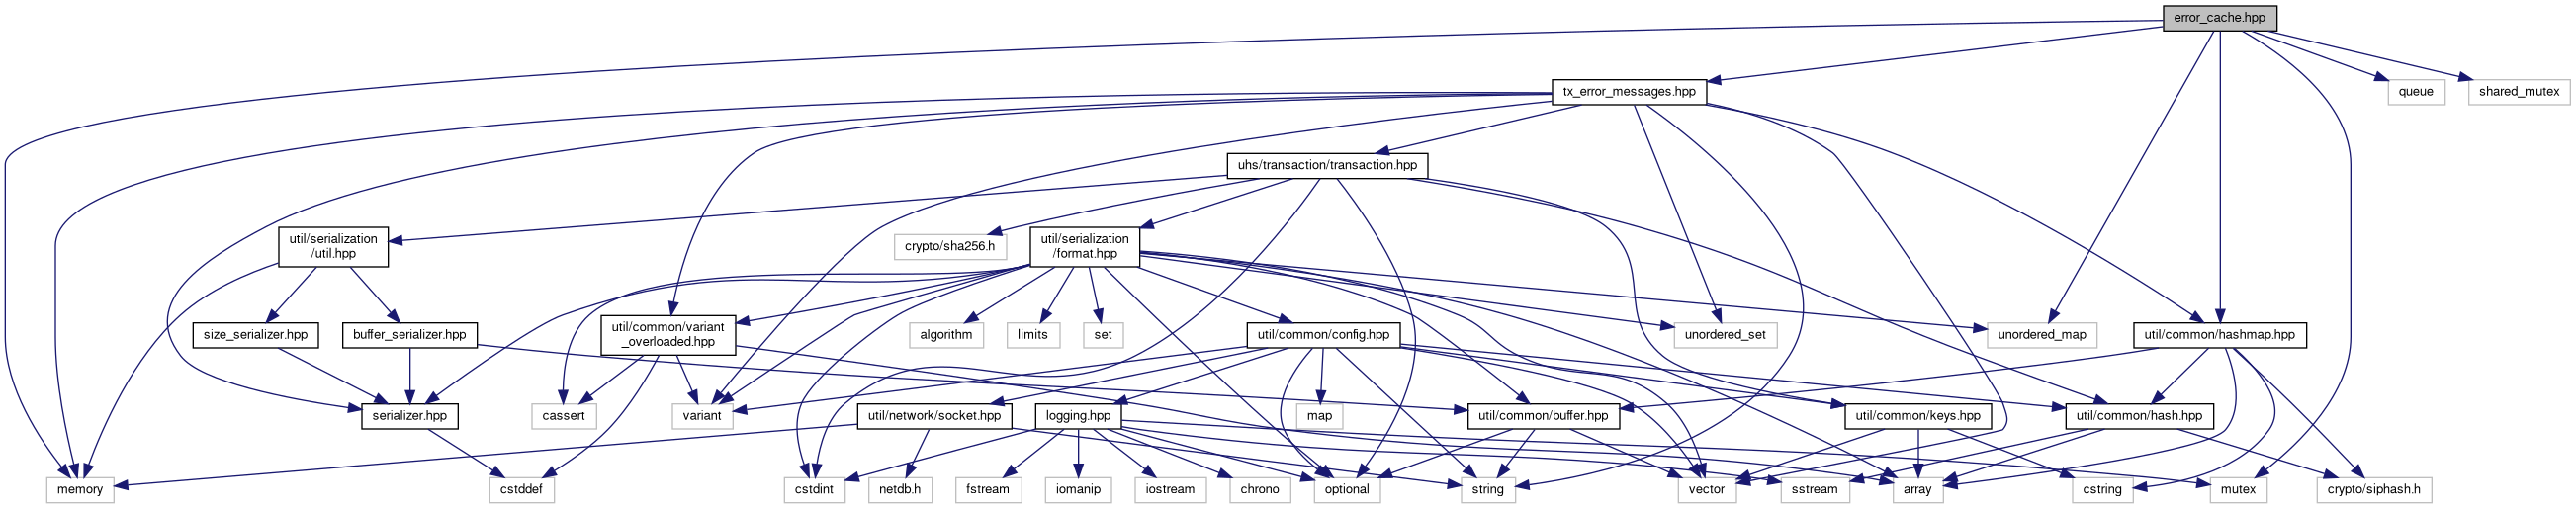 error_cache.hpp
tx_error_messages.hpp
queue
shared_mutex
uhs/transaction/transaction.hpp
util/serialization
/util.hpp
crypto/sha256.h
util/serialization
/format.hpp
size_serializer.hpp
buffer_serializer.hpp
util/common/variant
_overloaded.hpp
algorithm
limits
set
util/common/config.hpp
unordered_set
unordered_map
util/common/hashmap.hpp
serializer.hpp
cassert
variant
util/network/socket.hpp
logging.hpp
map
util/common/buffer.hpp
util/common/keys.hpp
util/common/hash.hpp
memory
cstddef
cstdint
netdb.h
fstream
iomanip
iostream
chrono
optional
string
vector
sstream
array
cstring
mutex
crypto/siphash.h